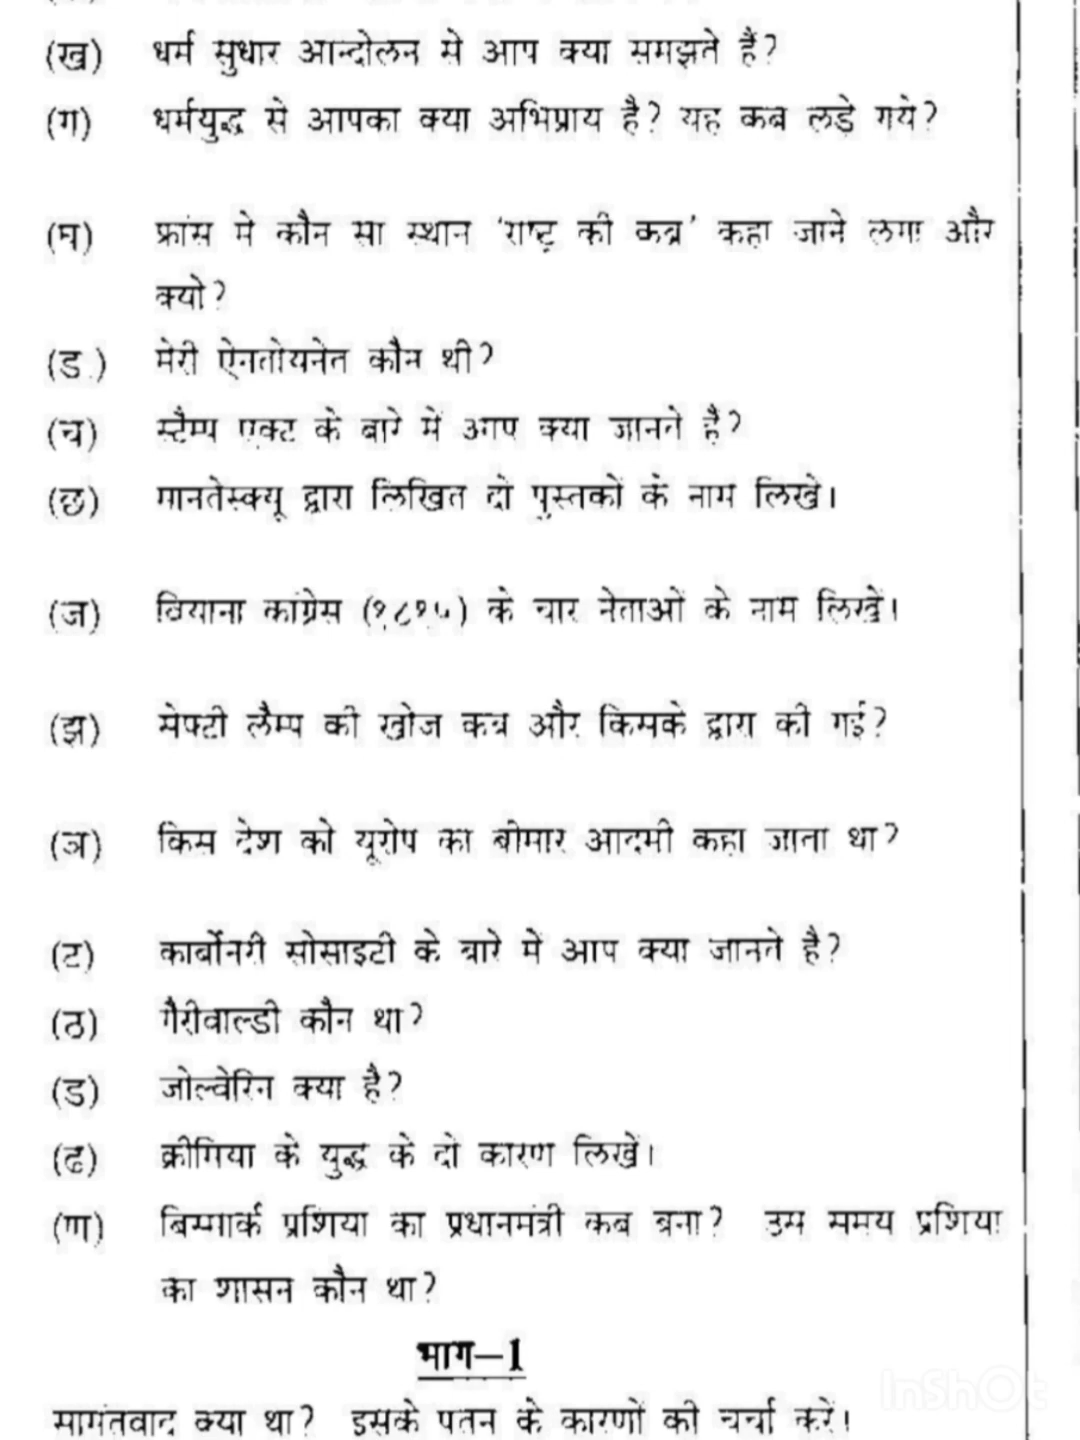 (ख) धर्म सुधार आन्दोलन से आप क्या समझते हैं?
(ग) धर्मयुद्ध से आपका क्या अभिप्राय है? यह कब लड़े गये?
(घ) फ्रांस मे कौन सा स्थान 'राष्ट्र की कब्र' कहा जाने लगा और
क्यो?
(ड.) मेरी ऐनतोयनेत कौन थी?
(च) स्टैम्प एक्ट के बारे में आप क्या जानते है?
(छ) मानतेस्क्यू द्वारा लिखित दो पुस्तकों के नाम लिखे।
(ज) वियाना कांग्रेस (१८१५) के चार नेताओं के नाम लिखें।
(झ) सेफ्टी लैम्प की खोज कब और किसके द्वारा की गई?
(ञ) किस देश को यूरोप का बीमार आदमी कहा जाता था?
(ट) कार्बोनरी सोसाइटी के बारे में आप क्या जानते है?
(ठ) गैरीवाल्डी कौन था?
(ड) जोल्वेरिन क्या है?
(ढ) क्रीमिया के युद्ध के दो कारण लिखें।
(ण) बिस्मार्क प्रशिया का प्रधानमंत्री कब बना? उस समय प्रशिया
का शासन कौन था?
भाग–1
सामंतवाद क्या था? इसके पतन के कारणों की चर्चा करें।
InShOt